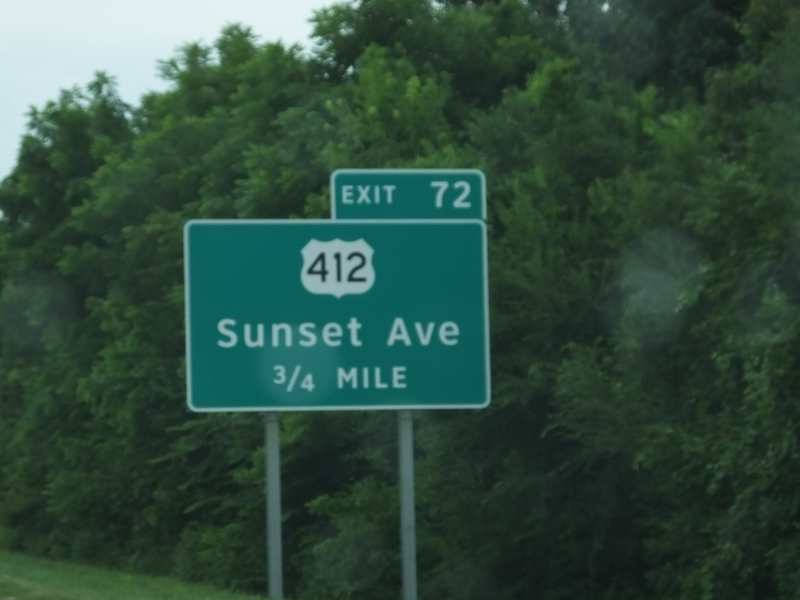 EXIT 72
412
Sunset Ave
3/4 MILE